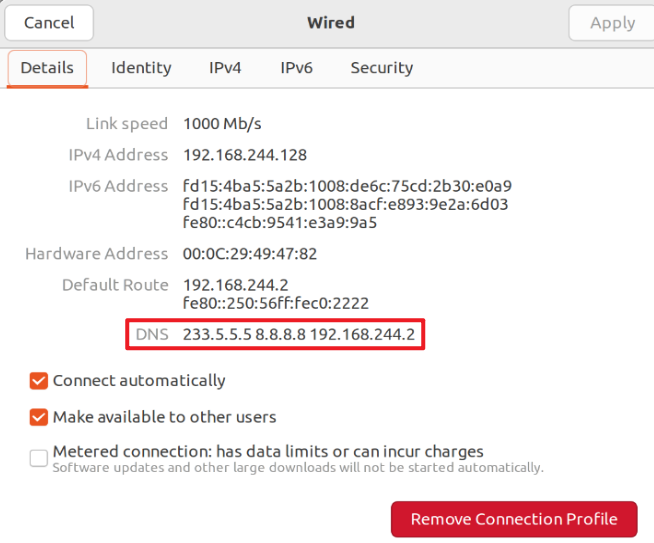 Cancel Wired Apply
Details Identity IPv4 IPv6 Security
Link speed 1000 Mb/s
IPv4 Address 192.168.244.128
IPv6 Address fd15:4ba5:5a2b:1008:de6c:75cd:2b30:e0a9
fd15:4ba5:5a2b:1008:8acf:e893:9e2a:6d03
fe80::c4cb:9541:e3a9:9a5
Hardware Address 00:0C:29:49:47:82
Default Route 192.168.244.2
fe80::250:56ff:fec0:2222
DNS 233.5.5.5 8.8.8.8 192.168.244.2
Connect automatically
Make available to other users
Metered connection: has data limits or can incur charges
Software updates and other large downloads will not be started automatically.
Remove Connection Profile